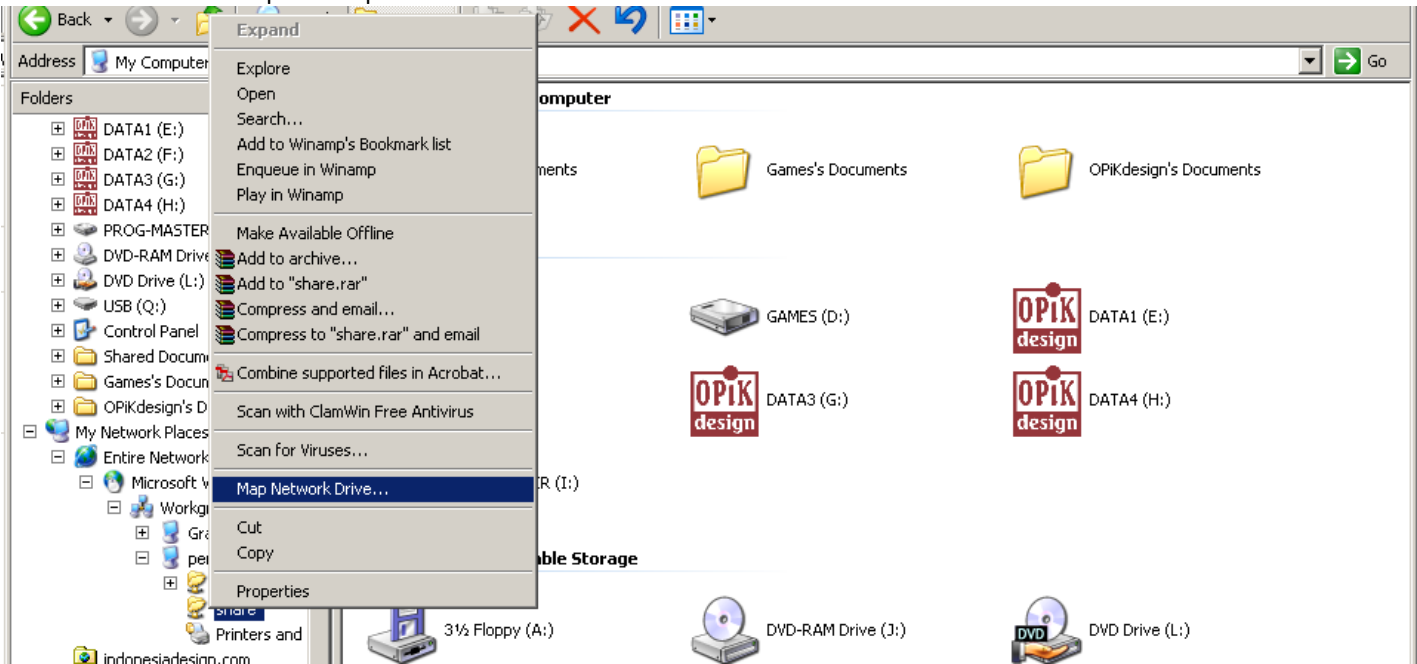 Back
Address My Computer Go
Folders
DATA1 (E:)
DATA2 (F:)
DATA3 (G:)
DATA4 (H:)
PROG-MASTER
DVD-RAM Drive
DVD Drive (L:)
USB (Q:)
Control Panel
Shared Docum
Games's Docun
OPiKdesign's D
My Network Places
Entire Network
Microsoft
Workg
Gra
per
share
Printers and
indonesiadesign.com
Expand
Explore
Open
Search...
Add to Winamp's Bookmark list
Enqueue in Winamp
Play in Winamp
Make Available Offline
Add to archive...
Add to "share.rar"
Compress and email...
Compress to "share.rar" and email
Combine supported files in Acrobat...
Scan with ClamWin Free Antivirus
Scan for Viruses...
Map Network Drive...
Cut
Copy
Properties
omputer
ments
Games's Documents
OPiKdesign's Documents
GAMES (D:)
OPiK design
DATA1 (E:)
OPiK design
DATA3 (G:)
OPiK design
DATA4 (H:)
ER (I:)
able Storage
3½ Floppy (A:)
DVD-RAM Drive (J:)
DVD
DVD Drive (L:)